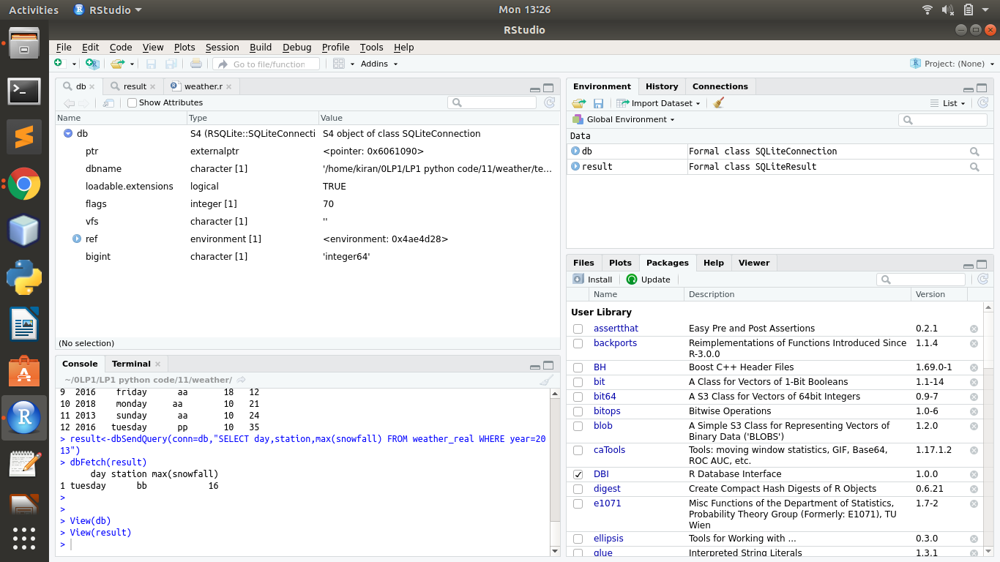 Activities RStudio Mon 13:26
RStudio
File Edit Code View Plots Session Build Debug Profile Tools Help
Go to file/function Addins Project: (None)
db result weather.r
Show Attributes
Name Type Value
db S4 (RSQLite::SQLiteConnecti S4 object of class SQLiteConnection
ptr externalptr <pointer: 0x6061090>
dbname character [1] '/home/kiran/0LP1/LP1 python code/11/weather/te...
loadable.extensions logical TRUE
flags integer [1] 70
vfs character [1] ''
ref environment [1] <environment: 0x4ae4d28>
bigint character [1] 'integer64'
(No selection)
Console Terminal
~/0LP1/LP1 python code/11/weather/
9 2016 friday aa 18 12
10 2018 monday aa 10 21
11 2013 sunday aa 10 24
12 2016 tuesday pp 10 35
> result<-dbSendQuery(conn=db,"SELECT day,station,max(snowfall) FROM weather_real WHERE year=20
13")
> dbFetch(result)
day station max(snowfall)
1 tuesday bb 16
>
>
> View(db)
> View(result)
>
Environment History Connections
Import Dataset List
Global Environment
Data
db Formal class SQLiteConnection
result Formal class SQLiteResult
Files Plots Packages Help Viewer
Install Update
Name Description Version
User Library
assertthat Easy Pre and Post Assertions 0.2.1
backports Reimplementations of Functions Introduced Since 1.1.4
R-3.0.0
BH Boost C++ Header Files 1.69.0-1
bit A Class for Vectors of 1-Bit Booleans 1.1-14
bit64 A S3 Class for Vectors of 64bit Integers 0.9-7
bitops Bitwise Operations 1.0-6
blob A Simple S3 Class for Representing Vectors of 1.2.0
Binary Data ('BLOBS')
caTools Tools: moving window statistics, GIF, Base64, 1.17.1.2
ROC AUC, etc.
DBI R Database Interface 1.0.0
digest Create Compact Hash Digests of R Objects 0.6.21
e1071 Misc Functions of the Department of Statistics, 1.7-2
Probability Theory Group (Formerly: E1071), TU
Wien
ellipsis Tools for Working with ... 0.3.0
glue Interpreted String Literals 1.3.1